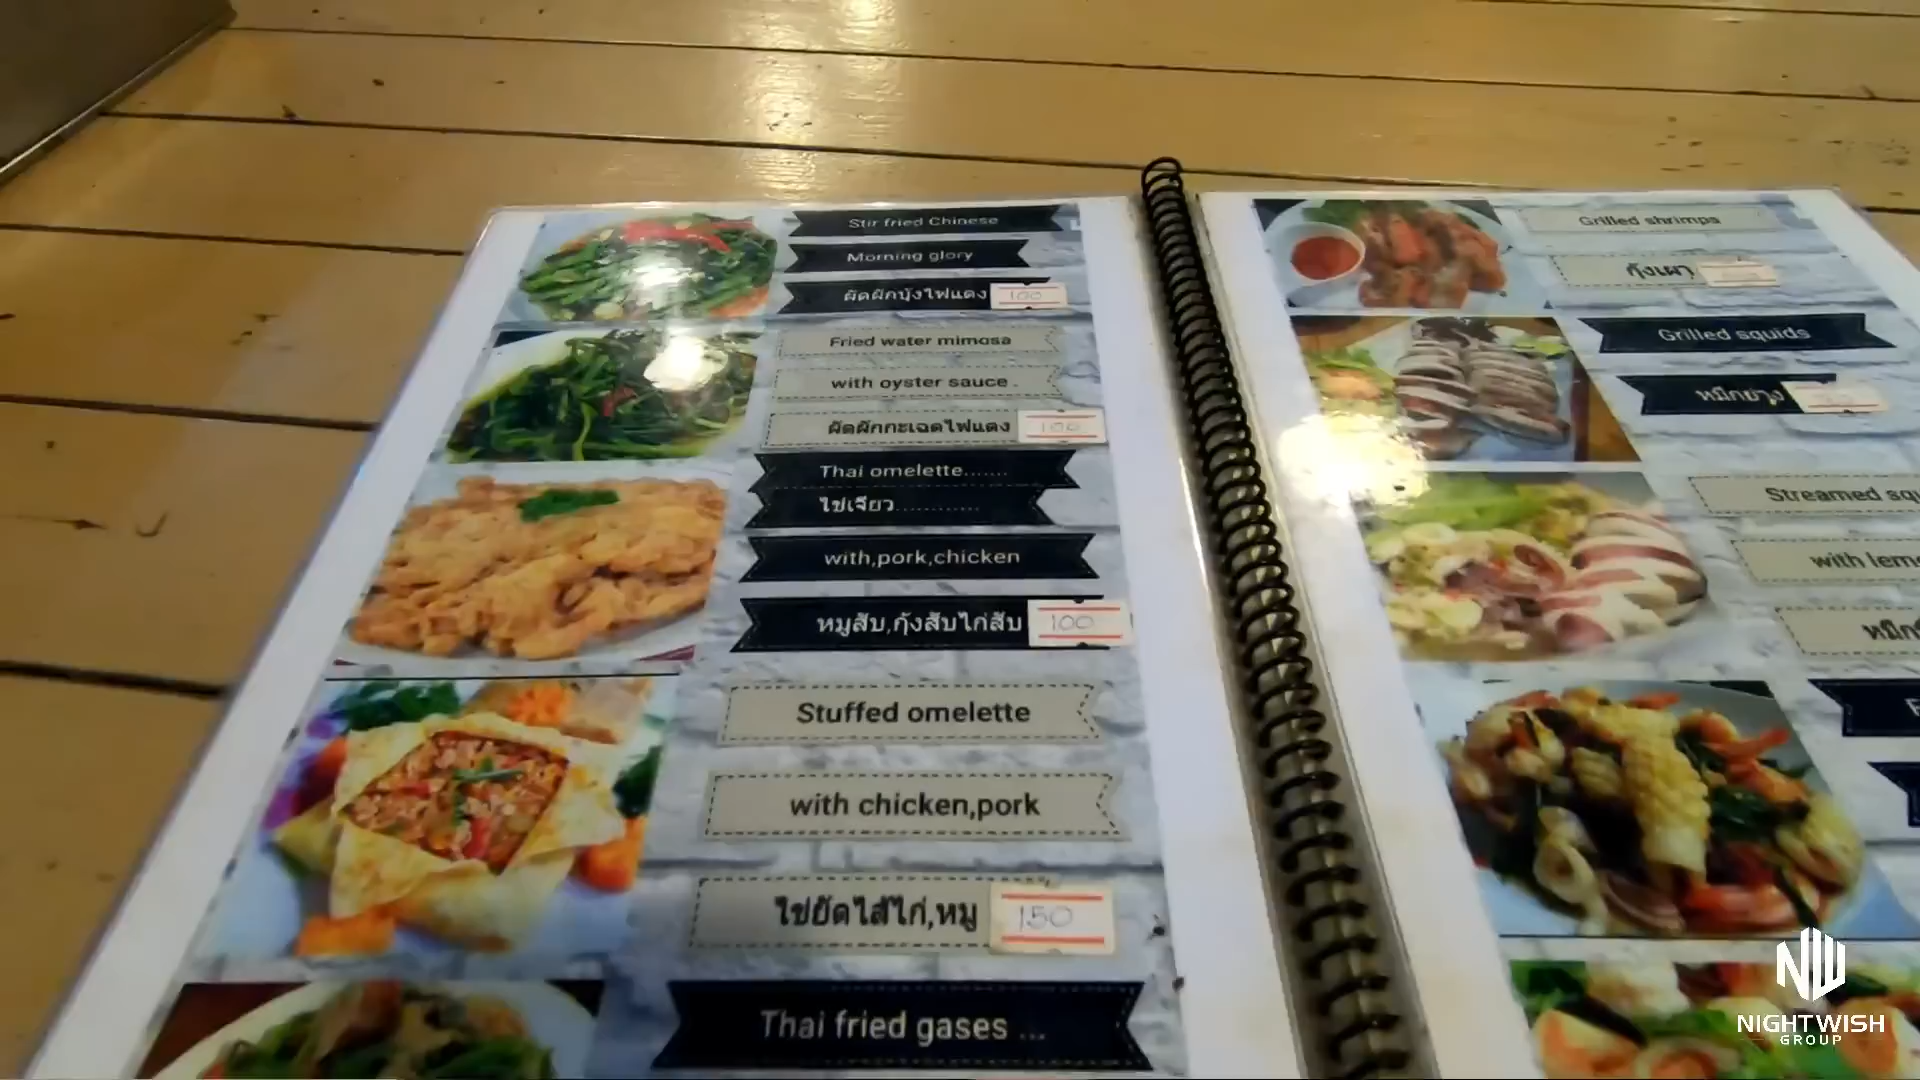 Stir fried Chinese
Morning glory
ผัดผักบุ้งไฟแดง 100
Fried water mimosa
with oyster sauce .
ผัดผักกะเฉดไฟแดง 100
Thai omelette.......
ไข่เจียว............
with,pork,chicken
หมูสับ,กุ้งสับไก่สับ 100
Stuffed omelette
with chicken,pork
ไข่ยัดไส้ไก่,หมู 150
Thai fried gases ...
Grilled shrimps
กุ้งเผา
Grilled squids
หมึกย่าง
Streamed
with
NIGHTWISH
GROUP